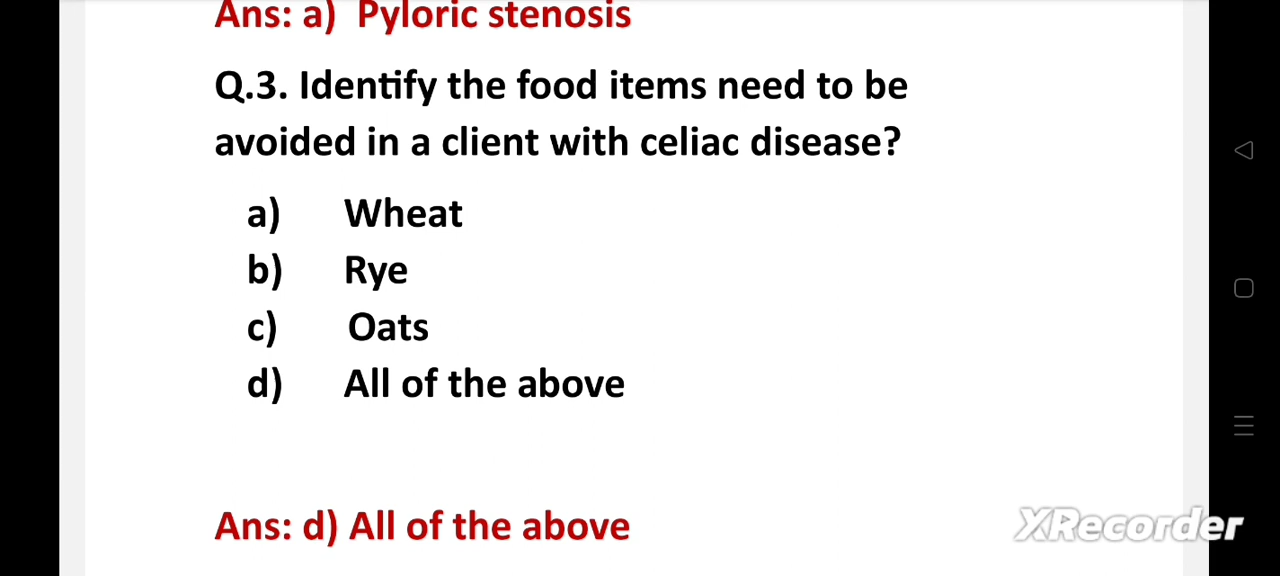 Ans: a) Pyloric stenosis
Q.3. Identify the food items need to be
avoided in a client with celiac disease?
a) Wheat
b) Rye
c) Oats
d) All of the above
Ans: d) All of the above
XRecorder